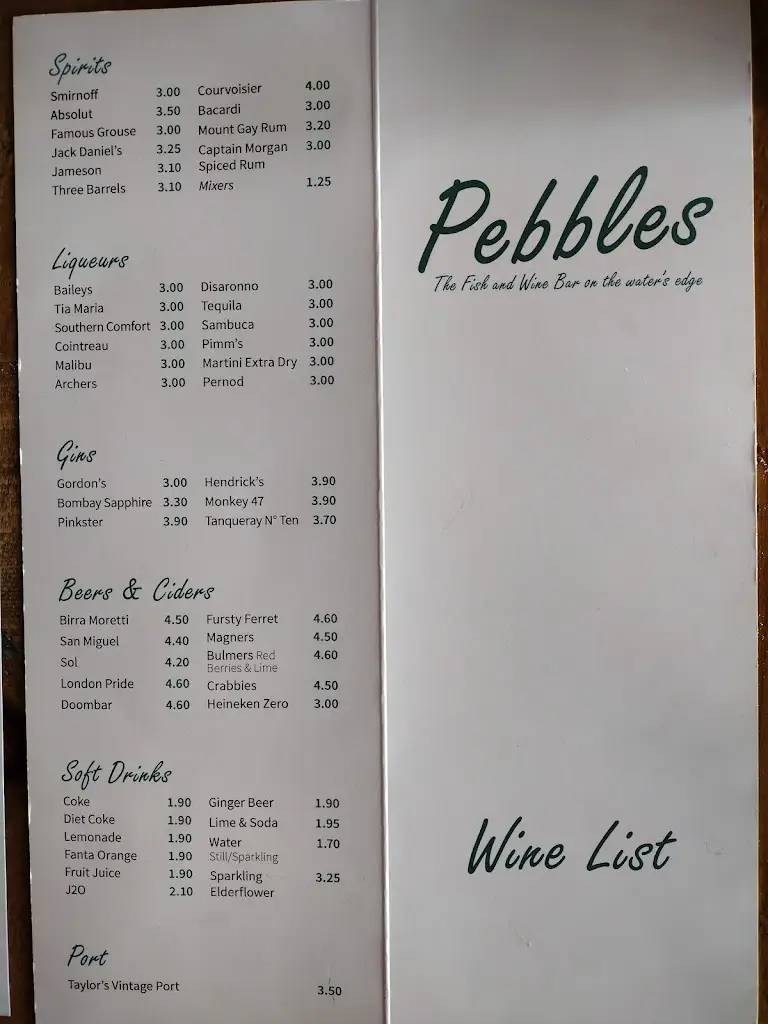 Spirits
Smirnoff 3.00 Courvoisier 4.00
Absolut 3.50 Bacardi 3.00
Famous Grouse 3.00 Mount Gay Rum 3.20
Jack Daniel's 3.25 Captain Morgan 3.00
Jameson 3.10 Spiced Rum
Three Barrels 3.10 Mixers 1.25
Liqueurs
Baileys 3.00 Disaronno 3.00
Tia Maria 3.00 Tequila 3.00
Southern Comfort 3.00 Sambuca 3.00
Cointreau 3.00 Pimm's 3.00
Malibu 3.00 Martini Extra Dry 3.00
Archers 3.00 Pernod 3.00
Gins
Gordon's 3.00 Hendrick's 3.90
Bombay Sapphire 3.30 Monkey 47 3.90
Pinkster 3.90 Tanqueray N° Ten 3.70
Beers & Ciders
Birra Moretti 4.50 Fursty Ferret 4.60
San Miguel 4.40 Magners 4.50
Sol 4.20 Bulmers Red 4.60
Berries & Lime
London Pride 4.60 Crabbies 4.50
Doombar 4.60 Heineken Zero 3.00
Soft Drinks
Coke 1.90 Ginger Beer 1.90
Diet Coke 1.90 Lime & Soda 1.95
Lemonade 1.90 Water 1.70
Fanta Orange 1.90 Still/Sparkling
Fruit Juice 1.90 Sparkling 3.25
J2O 2.10 Elderflower
Port
Taylor's Vintage Port 3.50
Pebbles
The Fish and Wine Bar on the water's edge
Wine List